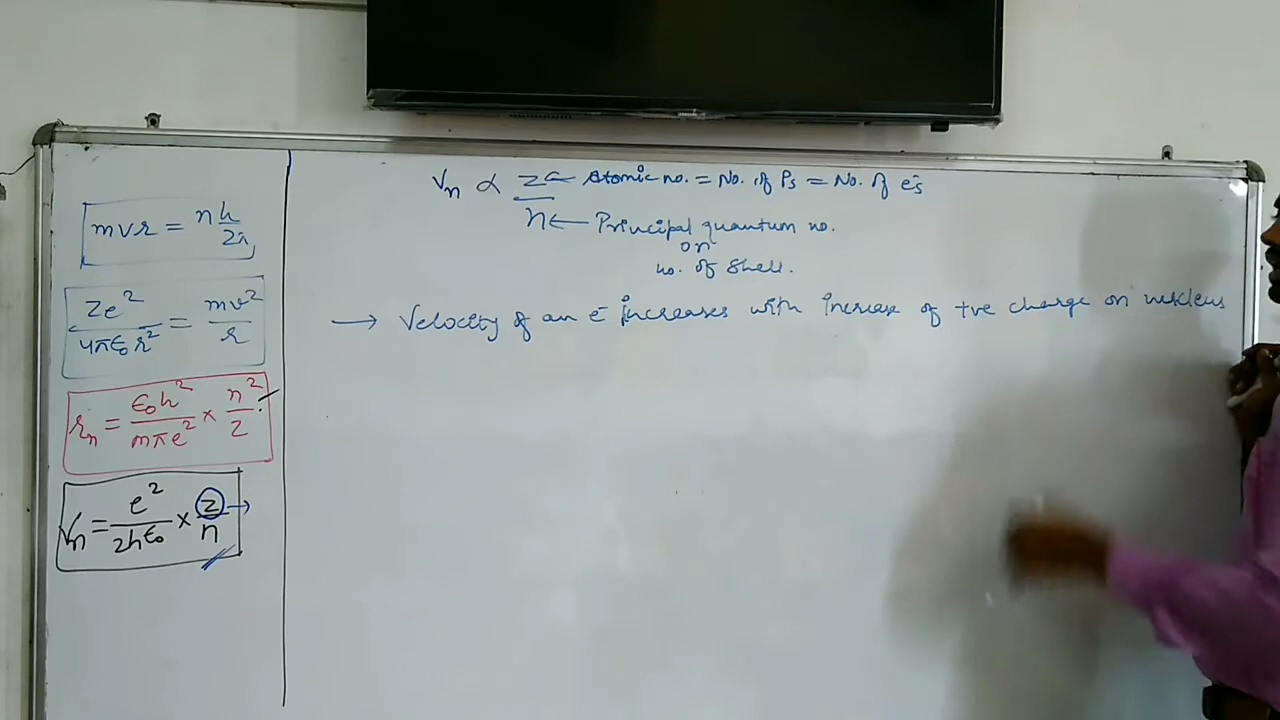 mvr = n h/2π
Ze²/4πε₀r² = mv²/r
rₙ = ε₀h²/mπe² × n²/Z
Vₙ = e²/2hε₀ × Z/n →
Vₙ ∝ Z/n
Z ← Atomic no. = No. of Ps = No. of e⁻s
n ← Principal quantum no.
or
no. of Shell.
→ Velocity of an e⁻ increases with increase of +ve charge on nucleus